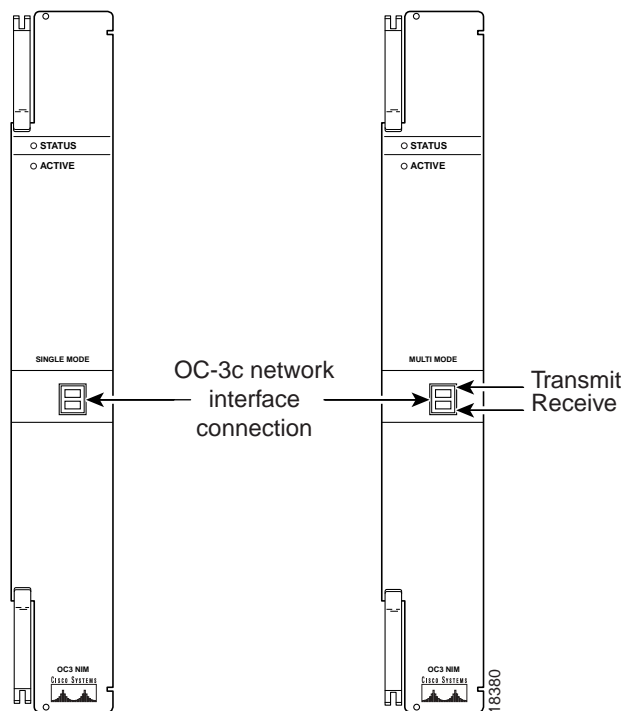 STATUS
ACTIVE
SINGLE MODE
OC3 NIM
CISCO SYSTEMS
OC-3c network
interface
connection
STATUS
ACTIVE
MULTI MODE
Transmit
Receive
OC3 NIM
CISCO SYSTEMS
18380